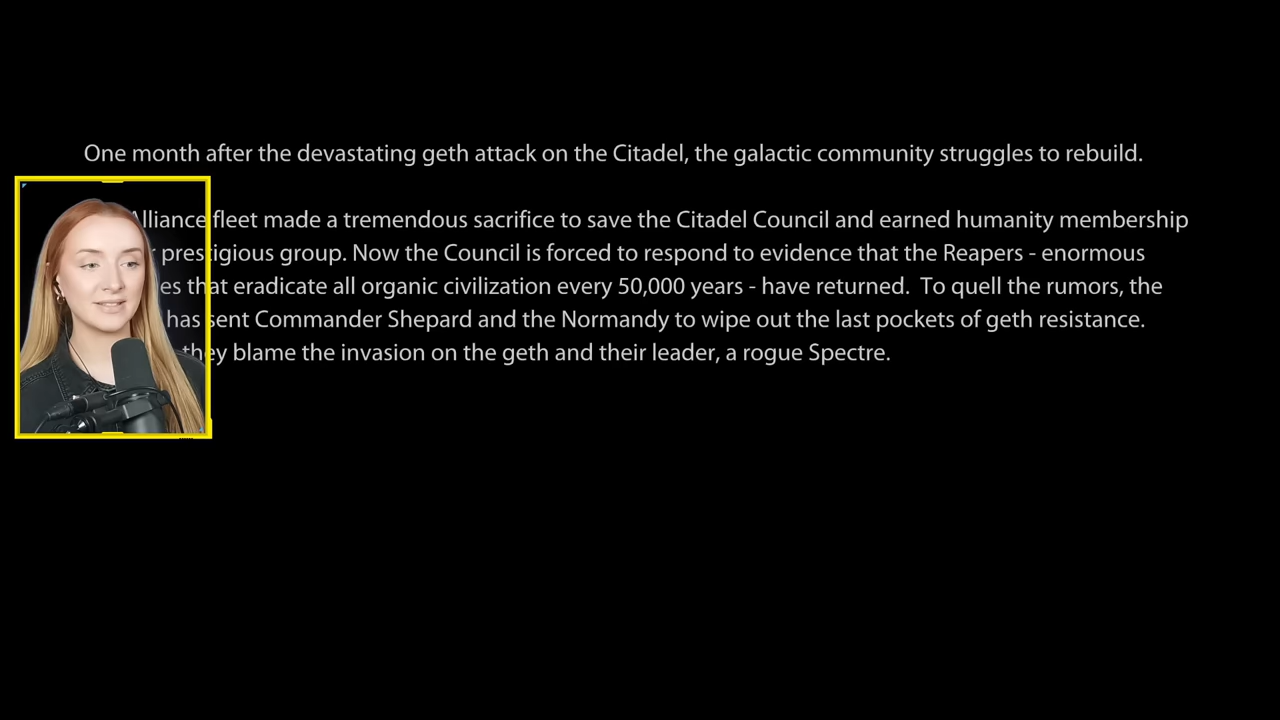 One month after the devastating geth attack on the Citadel, the galactic community struggles to rebuild.
Alliance fleet made a tremendous sacrifice to save the Citadel Council and earned humanity membership
prestigious group. Now the Council is forced to respond to evidence that the Reapers - enormous
that eradicate all organic civilization every 50,000 years - have returned. To quell the rumors, the
has sent Commander Shepard and the Normandy to wipe out the last pockets of geth resistance.
they blame the invasion on the geth and their leader, a rogue Spectre.